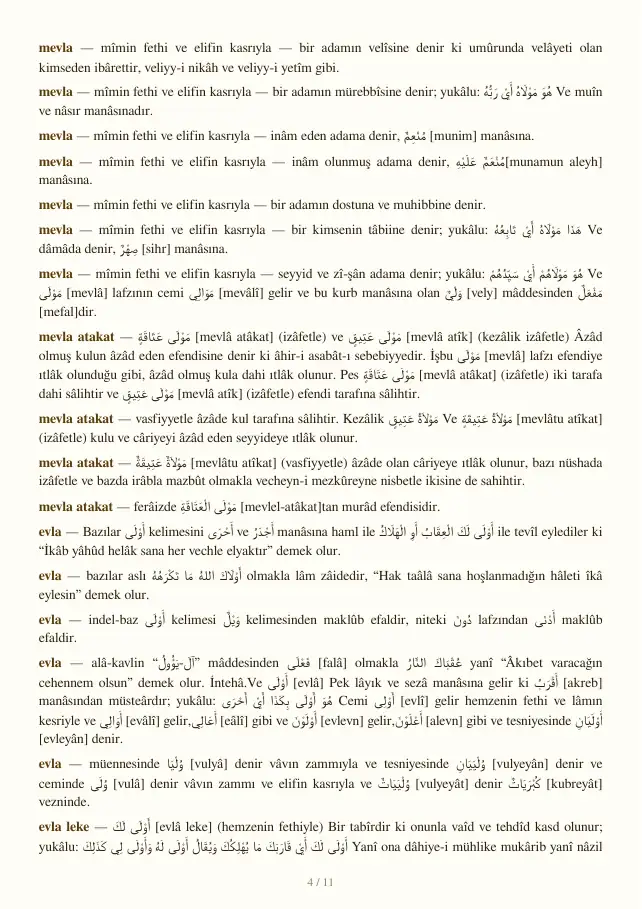 mevla — mîmin fethi ve elifin kasrıyla — bir adamın velîsine denir ki umûrunda velâyeti olan
kimseden ibârettir, veliyy-i nikâh ve veliyy-i yetîm gibi.
mevla — mîmin fethi ve elifin kasrıyla — bir adamın mürebbîsine denir; yukâlu: هُوَ مَوْلَاهُ أَيْ رَبُّهُ Ve muîn
ve nâsır manâsınadır.
mevla — mîmin fethi ve elifin kasrıyla — inâm eden adama denir, مُنْعِمٌ [munim] manâsına.
mevla — mîmin fethi ve elifin kasrıyla — inâm olunmuş adama denir, مُنْعَمٌ عَلَيْهِ[munamun aleyh]
manâsına.
mevla — mîmin fethi ve elifin kasrıyla — bir adamın dostuna ve muhibbine denir.
mevla — mîmin fethi ve elifin kasrıyla — bir kimsenin tâbiine denir; yukâlu: هَذَا مَوْلَاهُ أَيْ تَابِعُهُ Ve
dâmâda denir, صِهْرٌ [sihr] manâsına.
mevla — mîmin fethi ve elifin kasrıyla — seyyid ve zî-şân adama denir; yukâlu: هُوَ مَوْلَاهُمْ أَيْ سَيِّدُهُمْ Ve
مَوْلَى [mevlâ] lafzının cemi مَوَالِي [mevâlî] gelir ve bu kurb manâsına olan وَلْيٌ [vely] mâddesinden مَفْعَلٌ
[mefal]dir.
mevla atakat — مَوْلَى عَتَاقَةٍ [mevlâ atâkat] (izâfetle) ve مَوْلَى عَتِيقٍ [mevlâ atîk] (kezâlik izâfetle) Âzâd
olmuş kulun âzâd eden efendisine denir ki âhir-i asabât-ı sebebiyyedir. İşbu مَوْلَى [mevlâ] lafzı efendiye
ıtlâk olunduğu gibi, âzâd olmuş kula dahi ıtlâk olunur. Pes مَوْلَى عَتَاقَةٍ [mevlâ atâkat] (izâfetle) iki tarafa
dahi sâlihtir ve مَوْلَى عَتِيقٍ [mevlâ atîk] (izâfetle) efendi tarafına sâlihtir.
mevla atakat — vasfiyyetle âzâde kul tarafına sâlihtir. Kezâlik مَوْلَاةُ عَتِيقٍ Ve مَوْلَاةُ عَتِيقَةٍ [mevlâtu atîkat]
(izâfetle) kulu ve câriyeyi âzâd eden seyyideye ıtlâk olunur.
mevla atakat — مَوْلَاةٌ عَتِيقَةٌ [mevlâtu atîkat] (vasfiyyetle) âzâde olan câriyeye ıtlâk olunur, bazı nüshada
izâfetle ve bazda irâbla mazbût olmakla vecheyn-i mezkûreyne nisbetle ikisine de sahihtir.
mevla atakat — ferâizde مَوْلَى الْعَتَاقَةِ [mevlel-atâkat]tan murâd efendisidir.
evla — Bazılar أَوْلَى kelimesini أَحْرَى ve أَجْدَرُ manâsına haml ile أَوْلَى لَكَ الْعِقَابُ أَوِ الْهَلَاكُ ile tevîl eylediler ki
“İkâb yâhûd helâk sana her vechle elyaktır” demek olur.
evla — bazılar aslı أَوْلَاكَ اللهُ مَا تَكْرَهُهُ olmakla lâm zâidedir, “Hak taâlâ sana hoşlanmadığın hâleti îkâ
eylesin” demek olur.
evla — indel-baz أَوْلَى kelimesi وَيْلٌ kelimesinden maklûb efaldir, niteki دُونَ lafzından أَدْنَى maklûb
efaldir.
evla — alâ-kavlin “آلَ-يَؤُولُ” mâddesinden فَعْلَى [falâ] olmakla عُقْبَاكَ النَّارُ yanî “Âkıbet varacağın
cehennem olsun” demek olur. İntehâ.Ve أَوْلَى [evlâ] Pek lâyık ve sezâ manâsına gelir ki أَقْرَبُ [akreb]
manâsından müsteârdır; yukâlu: هُوَ أَوْلَى بِكَذَا أَيْ أَحْرَى Cemi أَوْلِى [evlî] gelir hemzenin fethi ve lâmın
kesriyle ve أَوَالِي [evâlî] gelir,أَعَالِي [eâlî] gibi ve أَوْلَوْنَ [evlevn] gelir,أَعْلَوْنَ [alevn] gibi ve tesniyesinde أَوْلَيَانِ
[evleyân] denir.
evla — müennesinde وُلْيَا [vulyâ] denir vâvın zammıyla ve tesniyesinde وُلْيَيَانِ [vulyeyân] denir ve
ceminde وُلَى [vulâ] denir vâvın zammı ve elifin kasrıyla ve وُلْيَيَاتٌ [vulyeyât] denir كُبْرَيَاتٌ [kubreyât]
vezninde.
evla leke — أَوْلَى لَكَ [evlâ leke] (hemzenin fethiyle) Bir tabîrdir ki onunla vaîd ve tehdîd kasd olunur;
yukâlu: أَوْلَى لَكَ أَيْ قَارَبَكَ مَا يُهْلِكُكَ وَيُقَالُ أَوْلَى لَهُ وَأَوْلَى لِي كَذَلِكَ Yanî ona dâhiye-i mühlike mukârib yanî nâzil
4 / 11